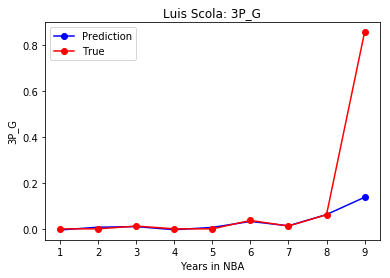 Luis Scola: 3P_G
Prediction
True
3P_G
0.8
0.6
0.4
0.2
0.0
1 2 3 4 5 6 7 8 9
Years in NBA